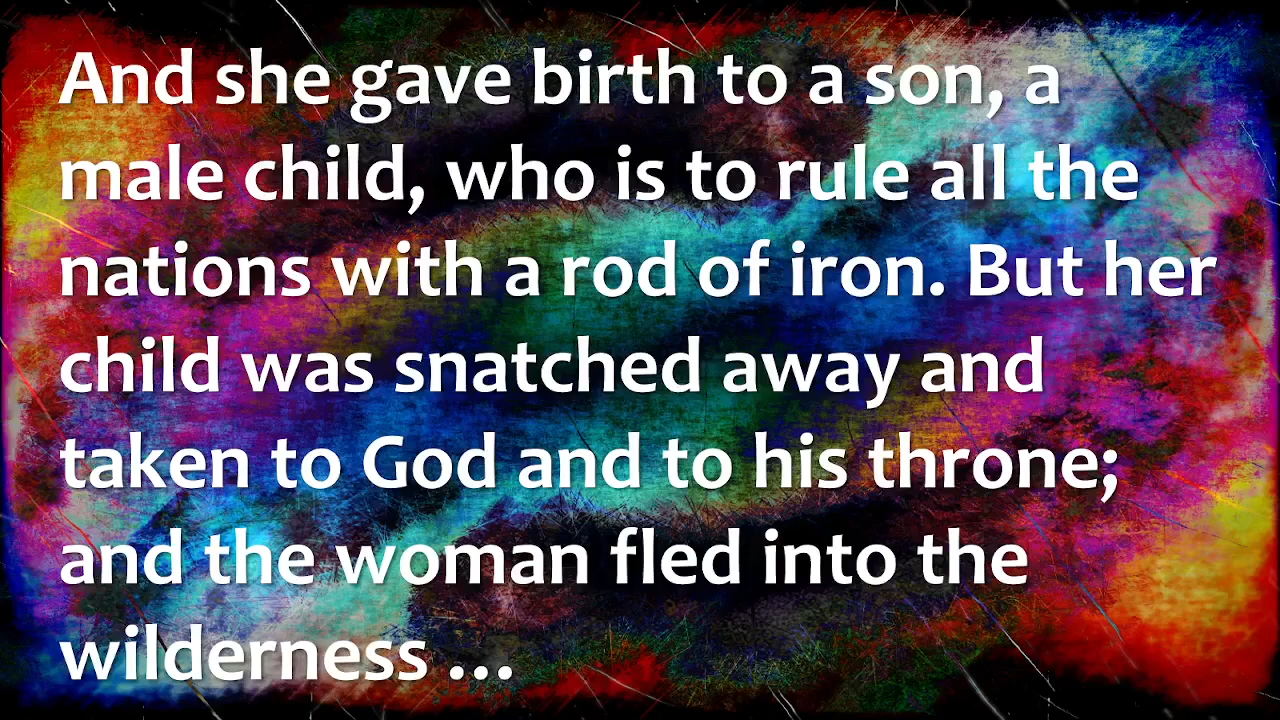 And she gave birth to a son, a
male child, who is to rule all the
nations with a rod of iron. But her
child was snatched away and
taken to God and to his throne;
and the woman fled into the
wilderness …